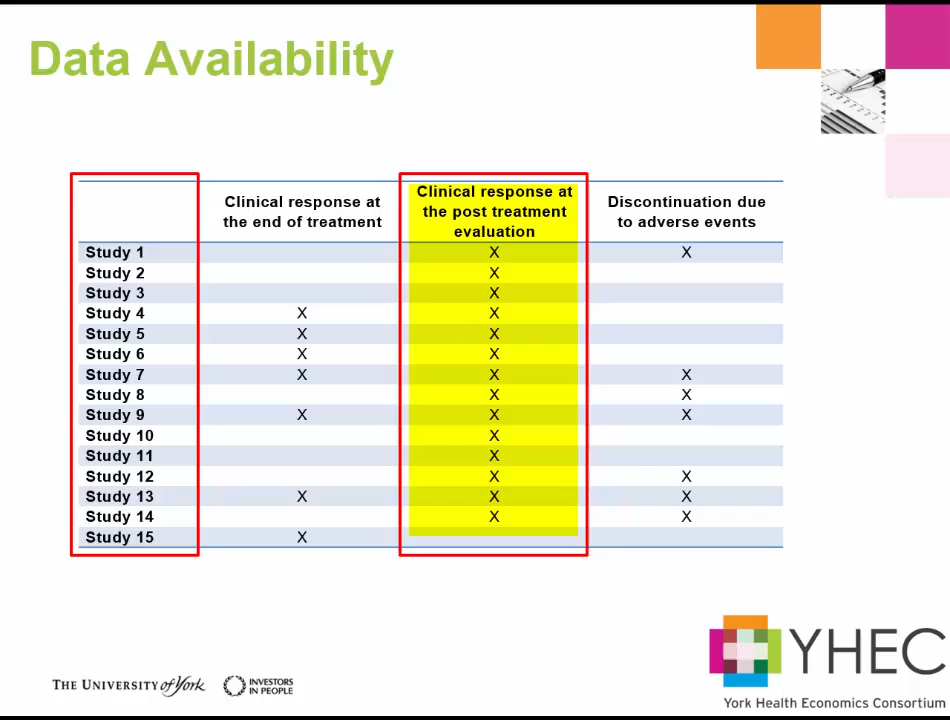 Data Availability
Clinical response at
the end of treatment
Clinical response at
the post treatment
evaluation
Discontinuation due
to adverse events
Study 1 X X
Study 2 X
Study 3 X
Study 4 X X
Study 5 X X
Study 6 X X
Study 7 X X X
Study 8 X X
Study 9 X X X
Study 10 X
Study 11 X
Study 12 X X
Study 13 X X X
Study 14 X X
Study 15 X
THE UNIVERSITY of York
INVESTORS
IN PEOPLE
YHEC
York Health Economics Consortium